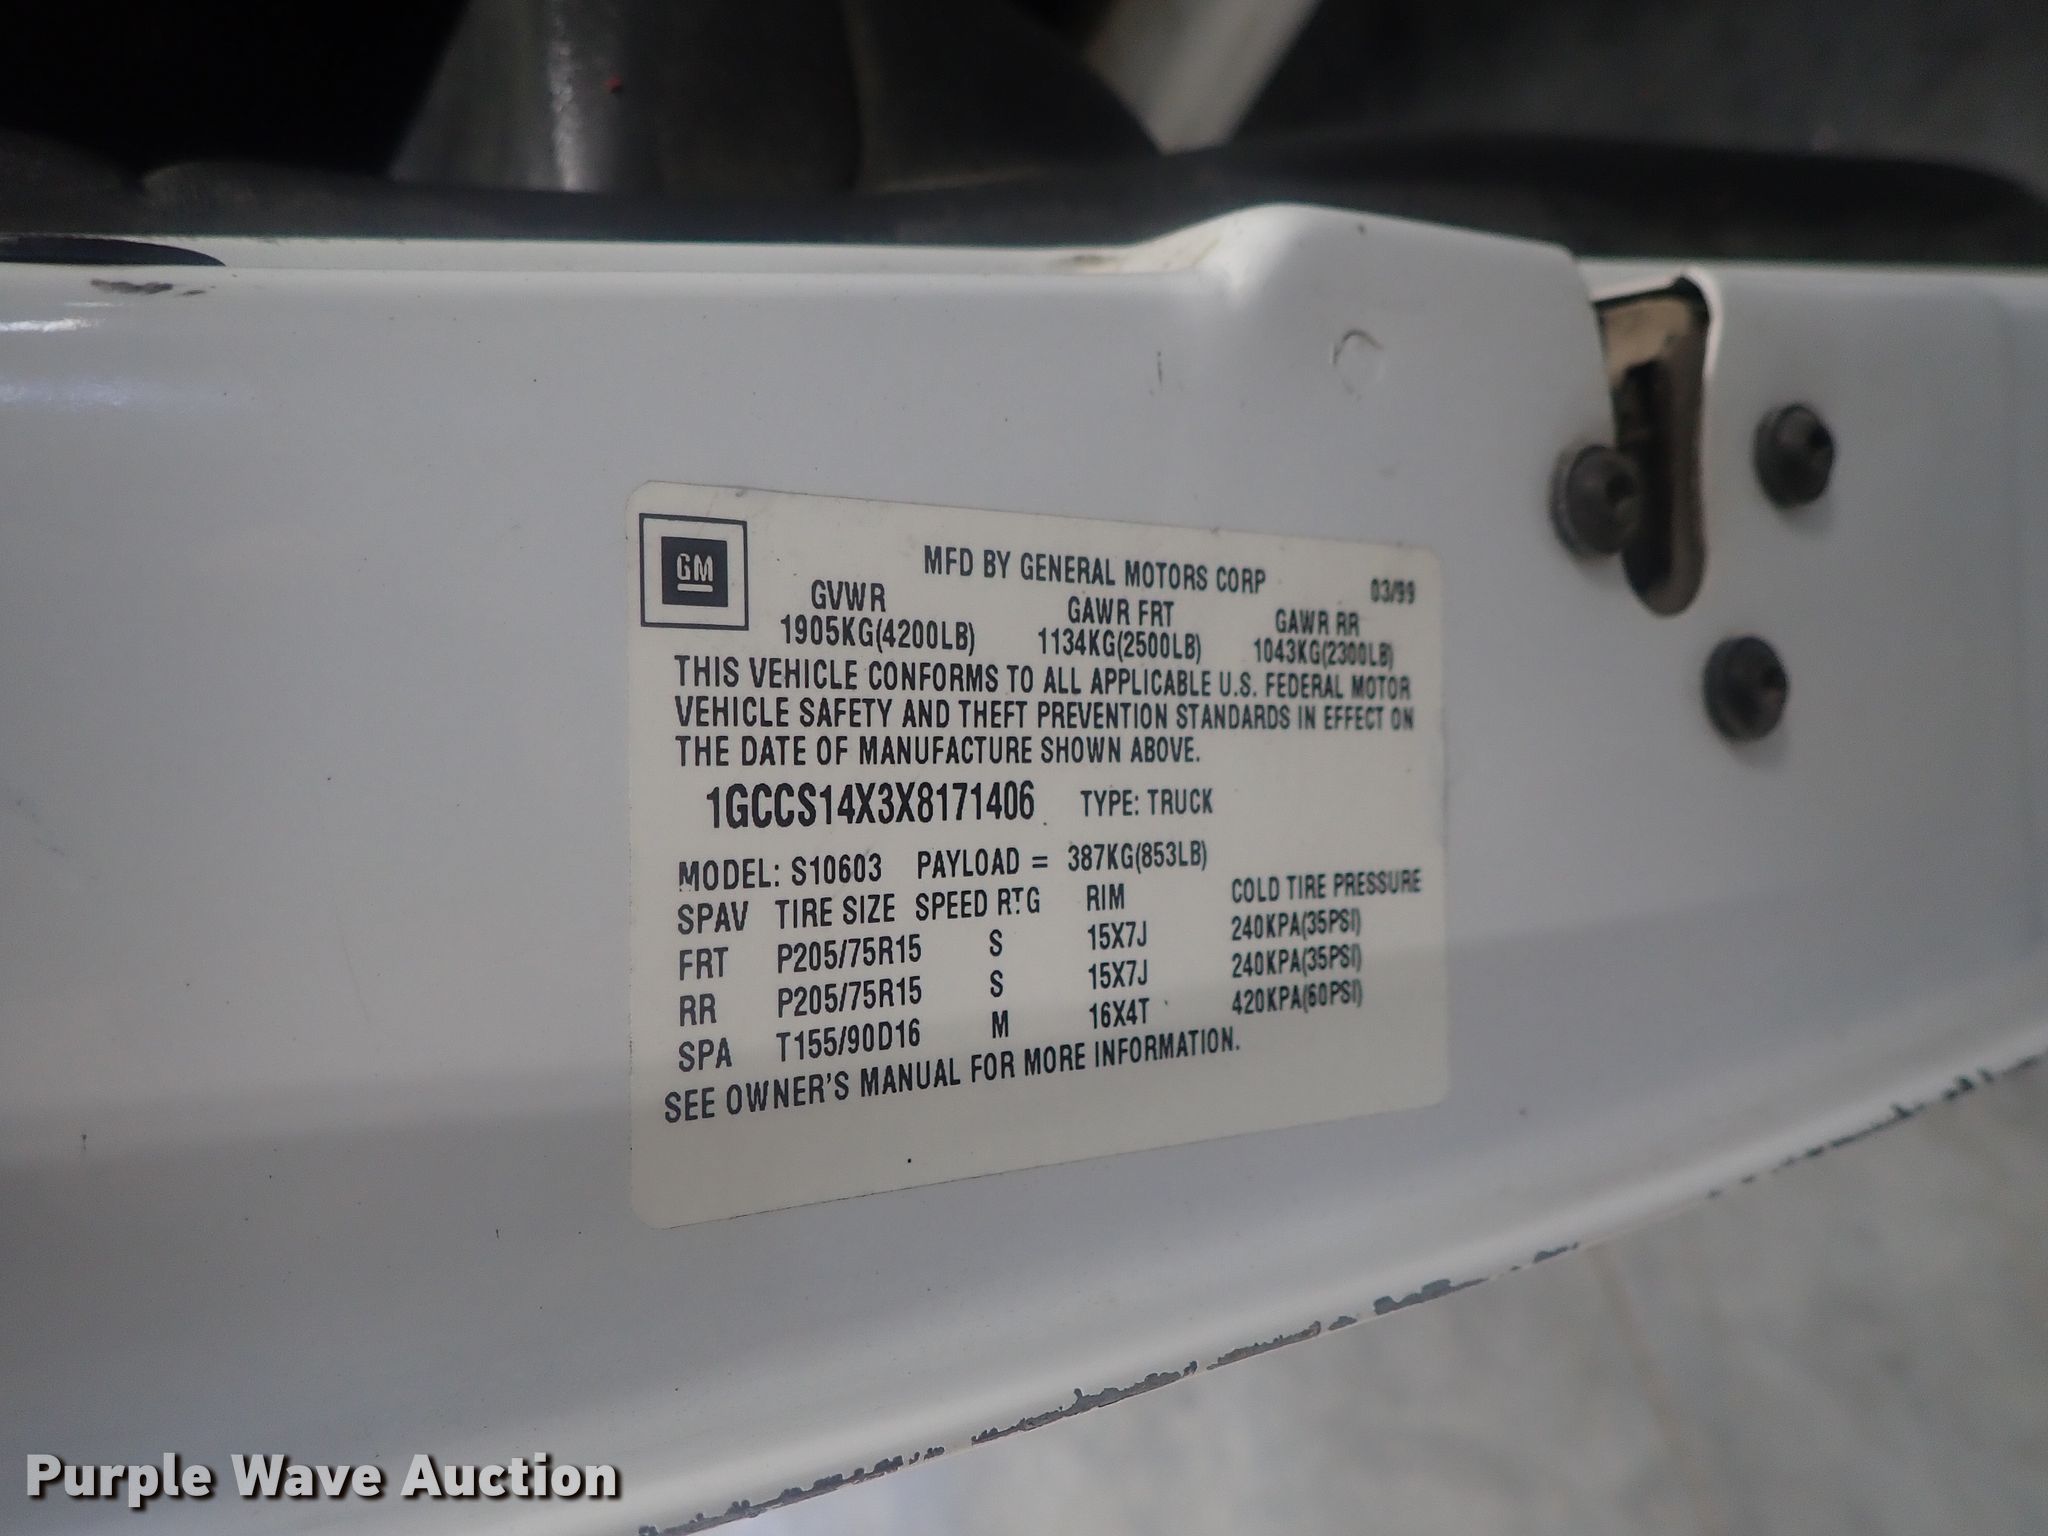 GM
MFD BY GENERAL MOTORS CORP 03/99
GVWR GAWR FRT GAWR RR
1905KG(4200LB) 1134KG(2500LB) 1043KG(2300LB)
THIS VEHICLE CONFORMS TO ALL APPLICABLE U.S. FEDERAL MOTOR
VEHICLE SAFETY AND THEFT PREVENTION STANDARDS IN EFFECT ON
THE DATE OF MANUFACTURE SHOWN ABOVE.
1GCCS14X3X8171406 TYPE: TRUCK
MODEL: S10603 PAYLOAD = 387KG(853LB)
SPAV TIRE SIZE SPEED RTG RIM COLD TIRE PRESSURE
FRT P205/75R15 S 15X7J 240KPA(35PSI)
RR P205/75R15 S 15X7J 240KPA(35PSI)
SPA T155/90D16 M 16X4T 420KPA(60PSI)
SEE OWNER'S MANUAL FOR MORE INFORMATION.
Purple Wave Auction